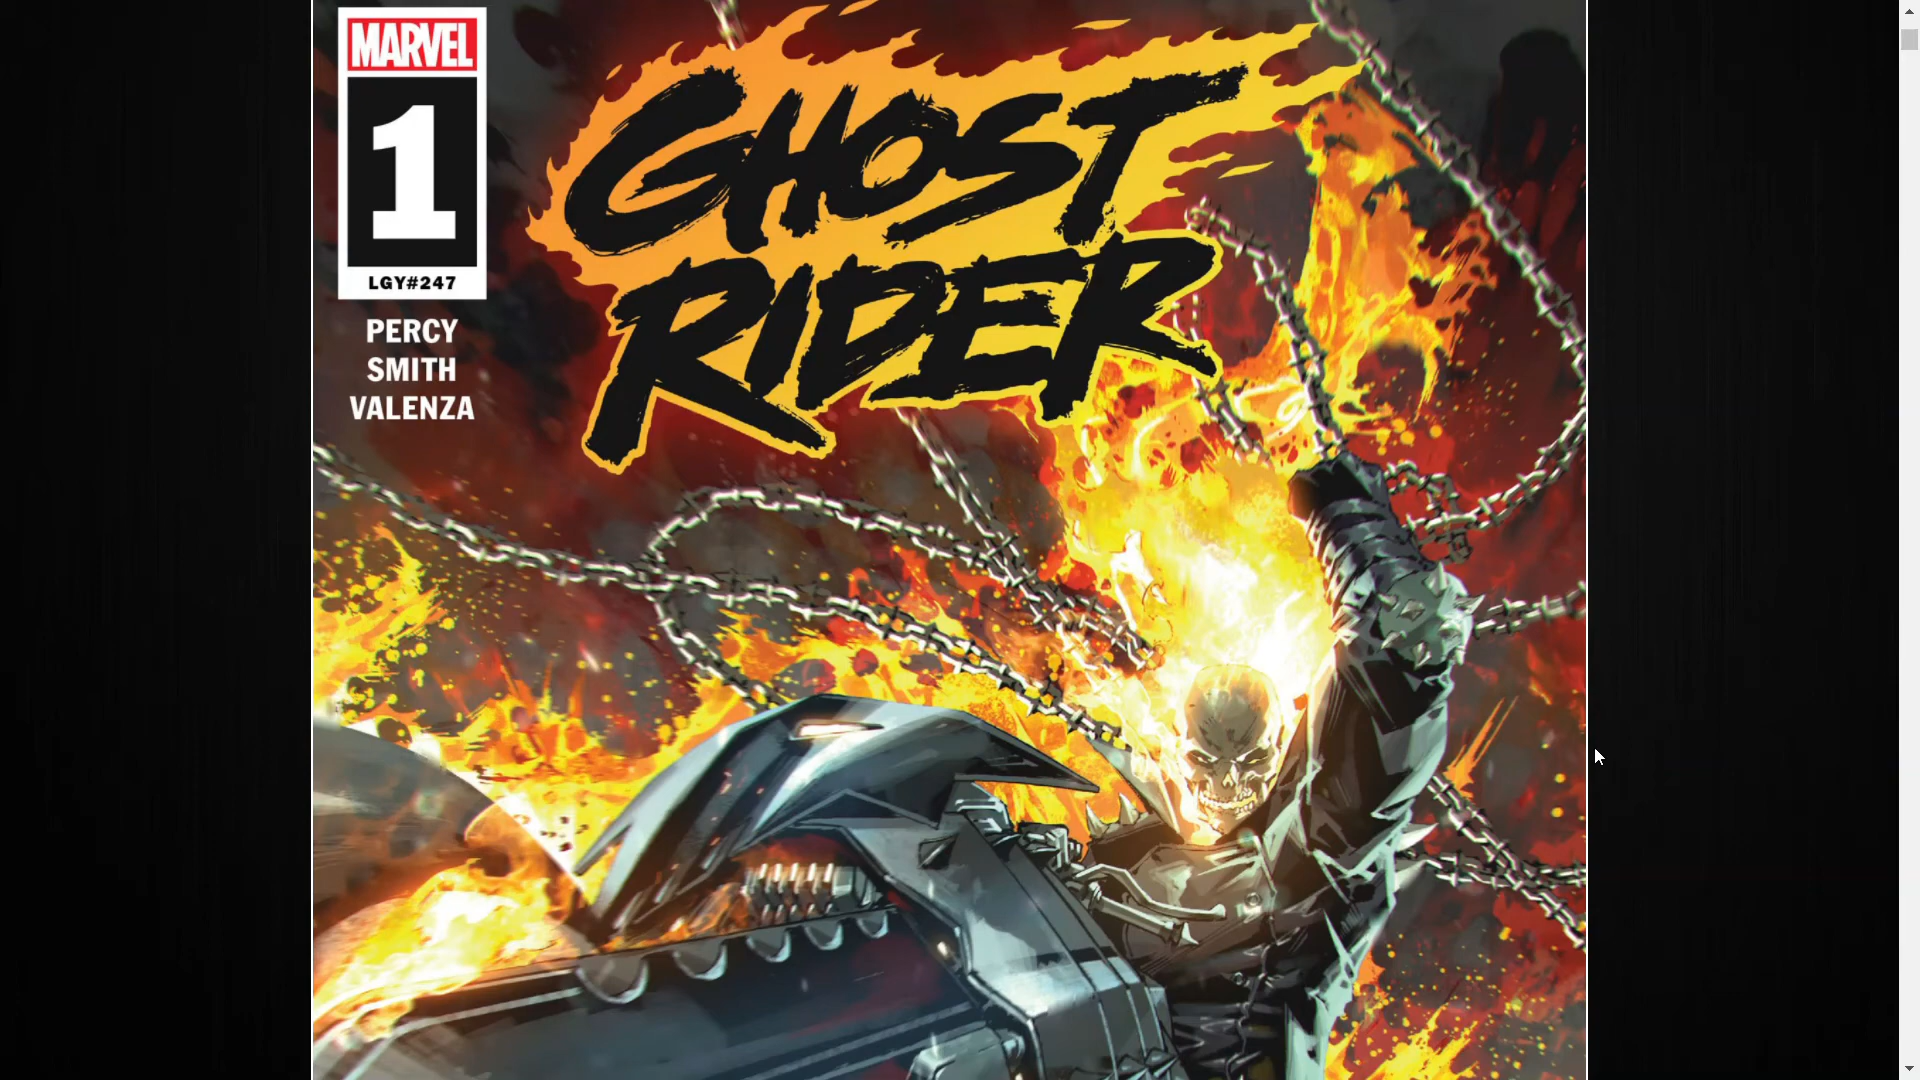 MARVEL
1
LGY#247
PERCY
SMITH
VALENZA
GHOST
RIDER